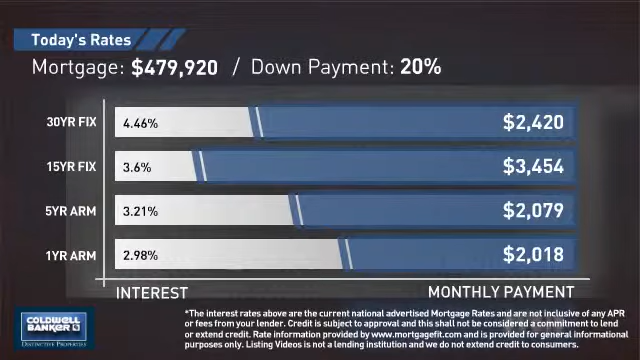 Today's Rates
Mortgage: $479,920 / Down Payment: 20%
30YR FIX 4.46% $2,420
15YR FIX 3.6% $3,454
5YR ARM 3.21% $2,079
1YR ARM 2.98% $2,018
INTEREST MONTHLY PAYMENT
COLDWELL
BANKER
DISTINCTIVE PROPERTIES
*The interest rates above are the current national advertised Mortgage Rates and are not inclusive of any APR
or fees from your lender. Credit is subject to approval and this shall not be considered a commitment to lend
or extend credit. Rate information provided by www.mortgagefit.com and is provided for general informational
purposes only. Listing Videos is not a lending institution and we do not extend credit to consumers.